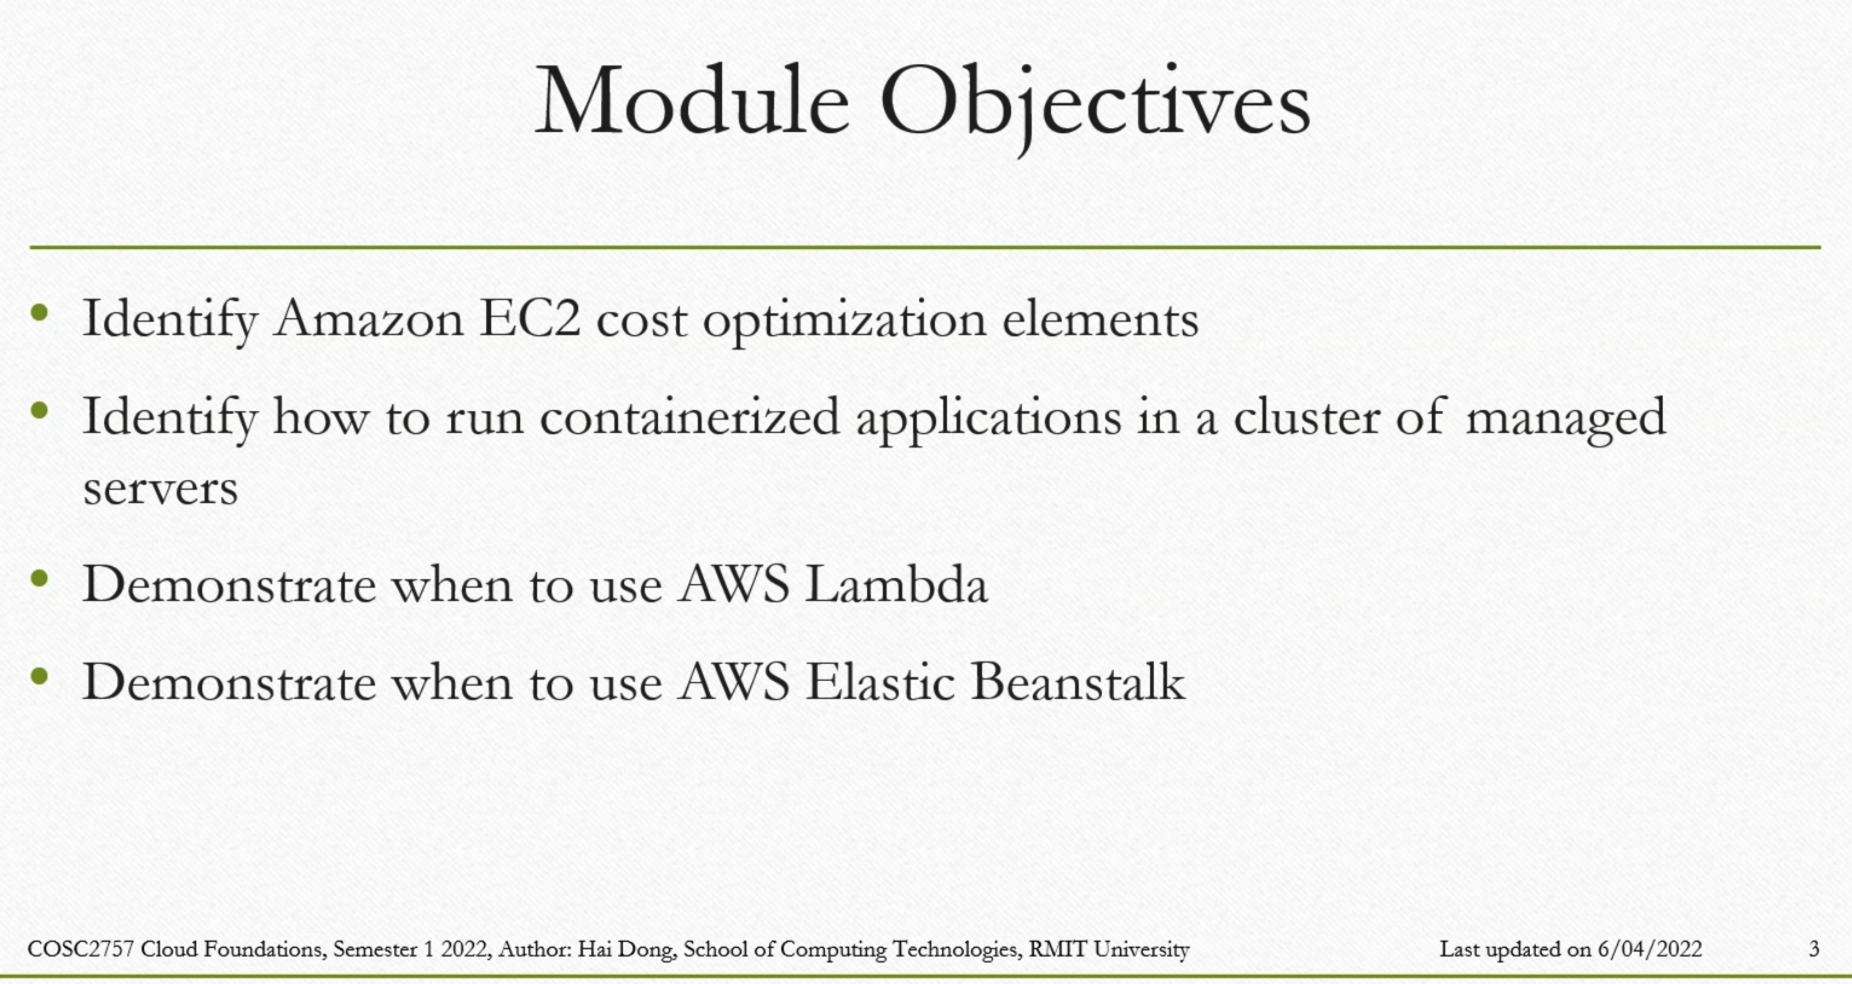 Module Objectives
• Identify Amazon EC2 cost optimization elements
• Identify how to run containerized applications in a cluster of managed
servers
• Demonstrate when to use AWS Lambda
• Demonstrate when to use AWS Elastic Beanstalk
COSC2757 Cloud Foundations, Semester 1 2022, Author: Hai Dong, School of Computing Technologies, RMIT University Last updated on 6/04/2022 3